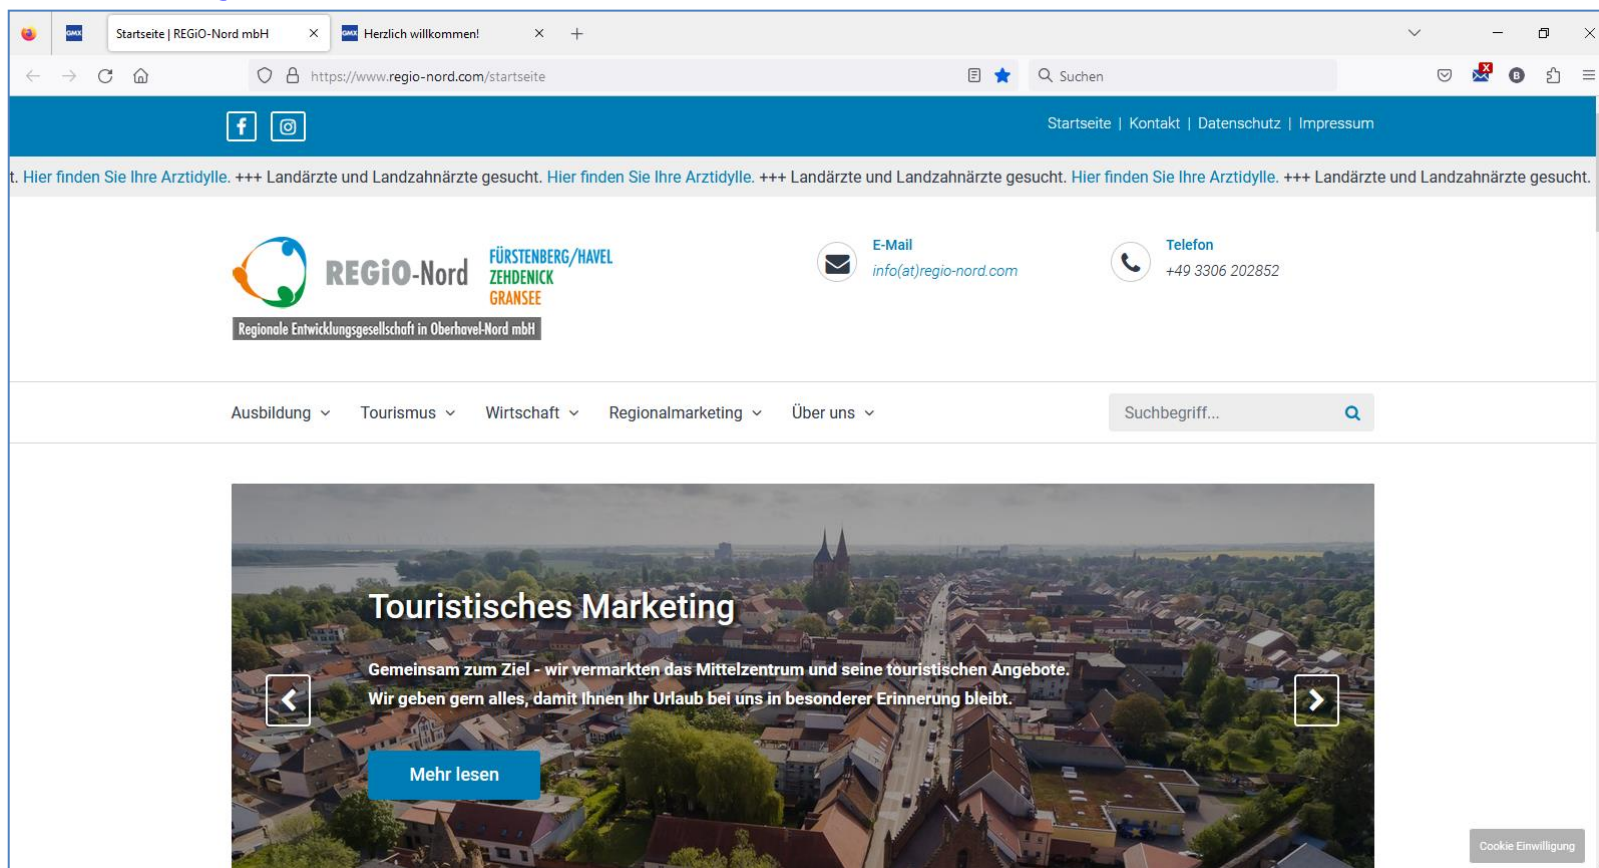 GMX
Startseite | REGiO-Nord mbH
GMX
Herzlich willkommen!
https://www.regio-nord.com/startseite
Suchen
Startseite | Kontakt | Datenschutz | Impressum
t. Hier finden Sie Ihre Arztidylle. +++ Landärzte und Landzahnärzte gesucht. Hier finden Sie Ihre Arztidylle. +++ Landärzte und Landzahnärzte gesucht. Hier finden Sie Ihre Arztidylle. +++ Landärzte und Landzahnärzte gesucht.
REGiO-Nord
FÜRSTENBERG/HAVEL
ZEHDENICK
GRANSEE
Regionale Entwicklungsgesellschaft in Oberhavel-Nord mbH
E-Mail
info(at)regio-nord.com
Telefon
+49 3306 202852
Ausbildung
Tourismus
Wirtschaft
Regionalmarketing
Über uns
Suchbegriff...
Touristisches Marketing
Gemeinsam zum Ziel - wir vermarkten das Mittelzentrum und seine touristischen Angebote.
Wir geben gern alles, damit Ihnen Ihr Urlaub bei uns in besonderer Erinnerung bleibt.
Mehr lesen
Cookie Einwilligung